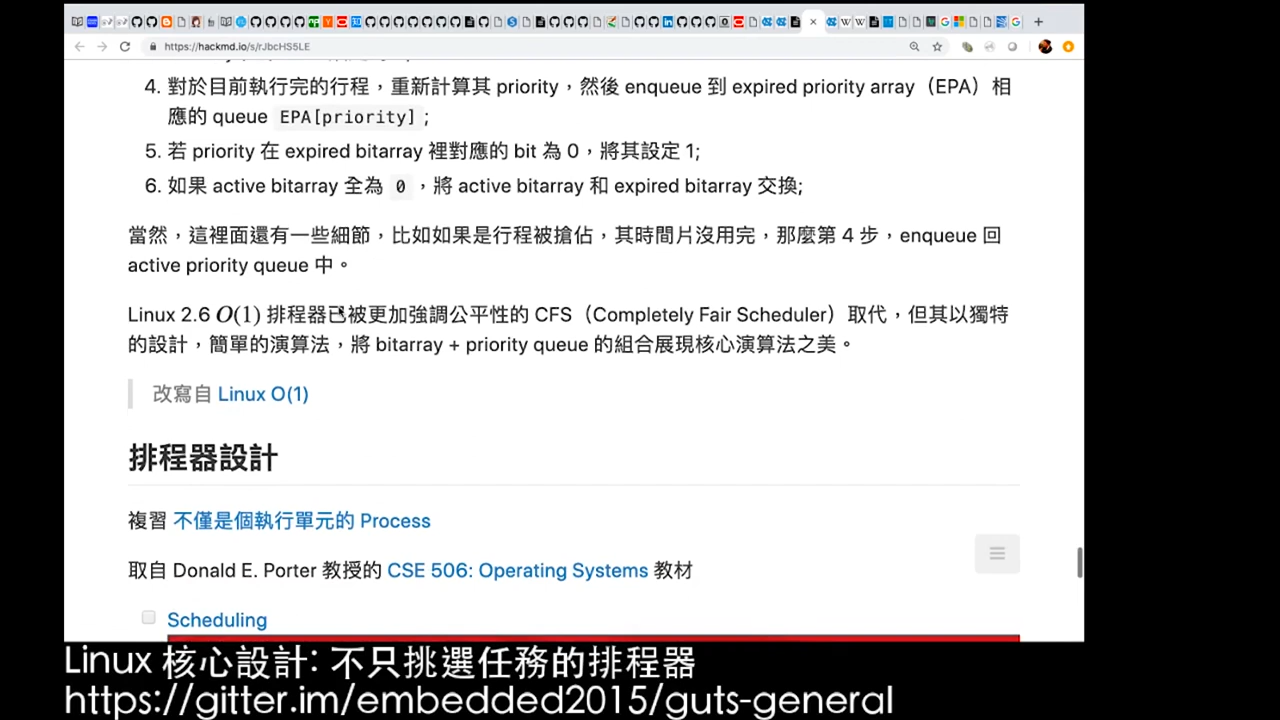 https://hackmd.io/s/rJbcHS5LE
4. 對於目前執行完的行程，重新計算其 priority，然後 enqueue 到 expired priority array（EPA）相
應的 queue EPA[priority] ;
5. 若 priority 在 expired bitarray 裡對應的 bit 為 0，將其設定 1;
6. 如果 active bitarray 全為 0 ，將 active bitarray 和 expired bitarray 交換;
當然，這裡面還有一些細節，比如如果是行程被搶佔，其時間片沒用完，那麼第 4 步，enqueue 回
active priority queue 中。
Linux 2.6 O(1) 排程器已被更加強調公平性的 CFS（Completely Fair Scheduler）取代，但其以獨特
的設計，簡單的演算法，將 bitarray + priority queue 的組合展現核心演算法之美。
改寫自 Linux O(1)
排程器設計
複習 不僅是個執行單元的 Process
取自 Donald E. Porter 教授的 CSE 506: Operating Systems 教材
Scheduling
Linux 核心設計: 不只挑選任務的排程器
https://gitter.im/embedded2015/guts-general